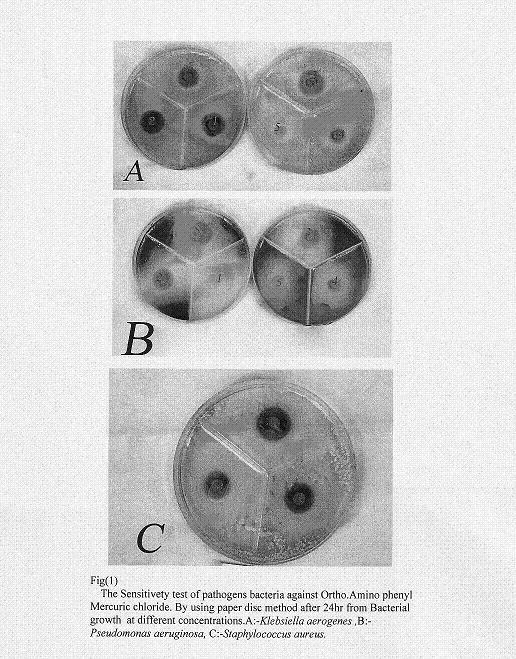 A
B
C
Fig(1)
The Sensitivety test of pathogens bacteria against Ortho.Amino phenyl
Mercuric chloride. By using paper disc method after 24hr from Bacterial
growth at different concentrations.A:-Klebsiella aerogenes ,B:-
Pseudomonas aeruginosa, C:-Staphylococcus aureus.